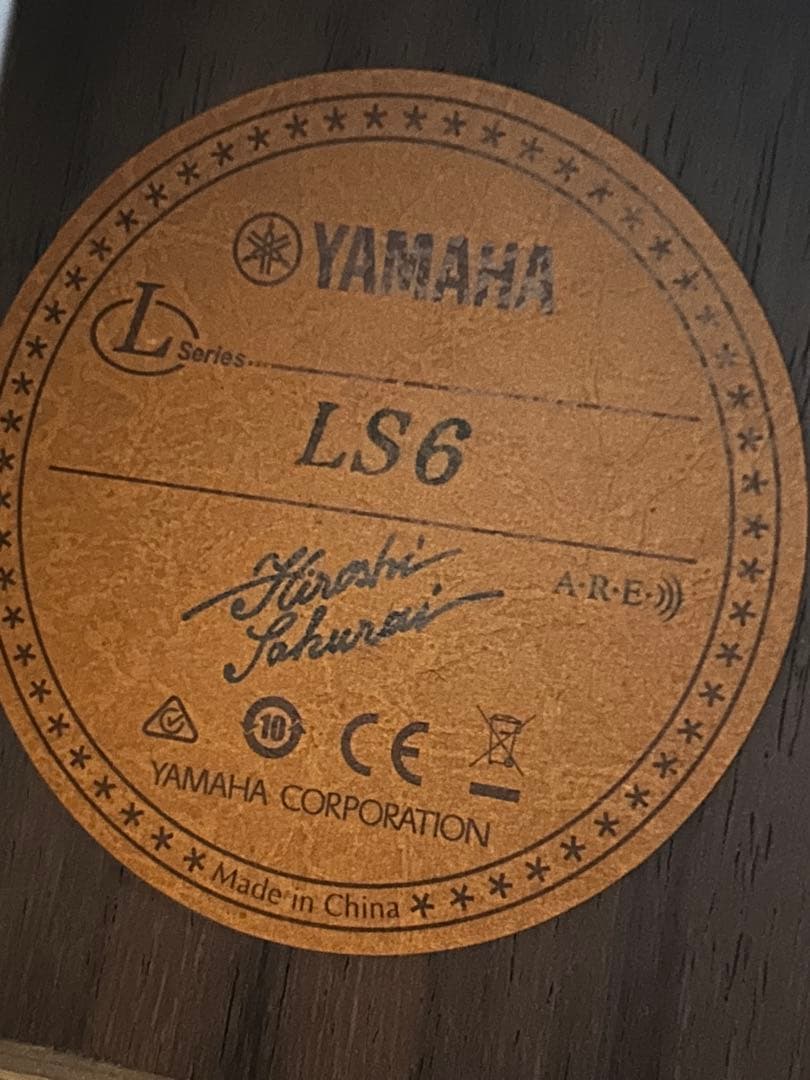 YAMAHA
L Series
LS6
Hiroshi
Sakurai
A·R·E·
10
CE
YAMAHA CORPORATION
Made in China